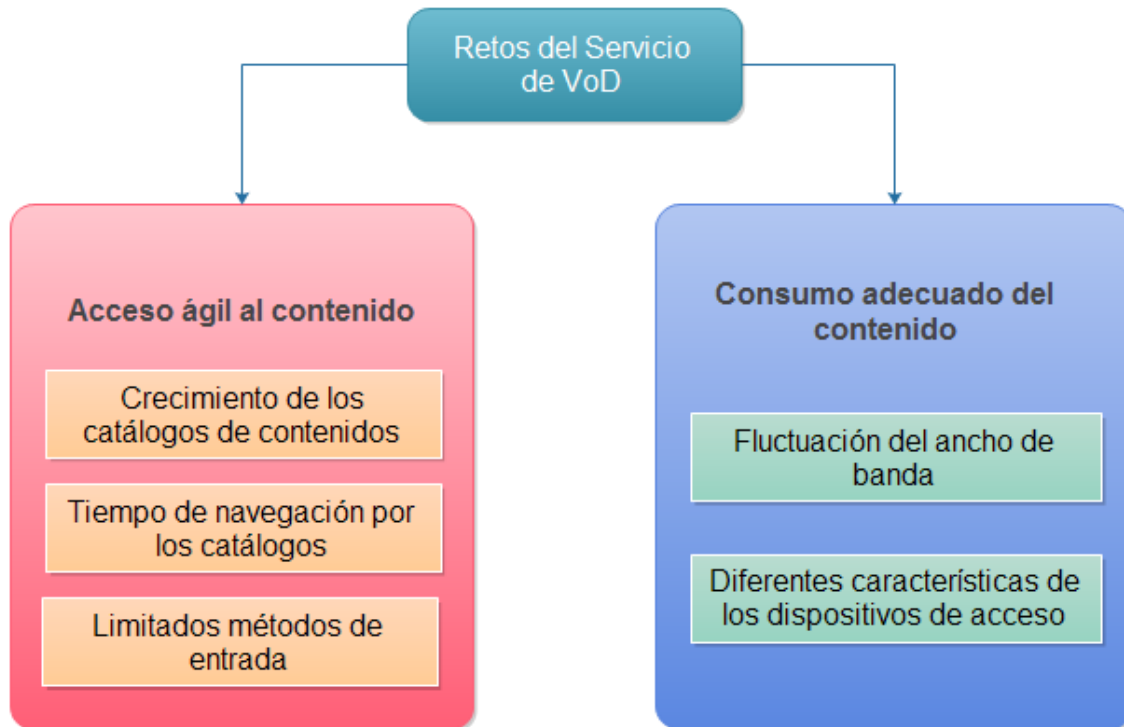 Retos del Servicio
de VoD
Acceso ágil al contenido
Crecimiento de los
catálogos de contenidos
Tiempo de navegación por
los catálogos
Limitados métodos de
entrada
Consumo adecuado del
contenido
Fluctuación del ancho de
banda
Diferentes características de
los dispositivos de acceso